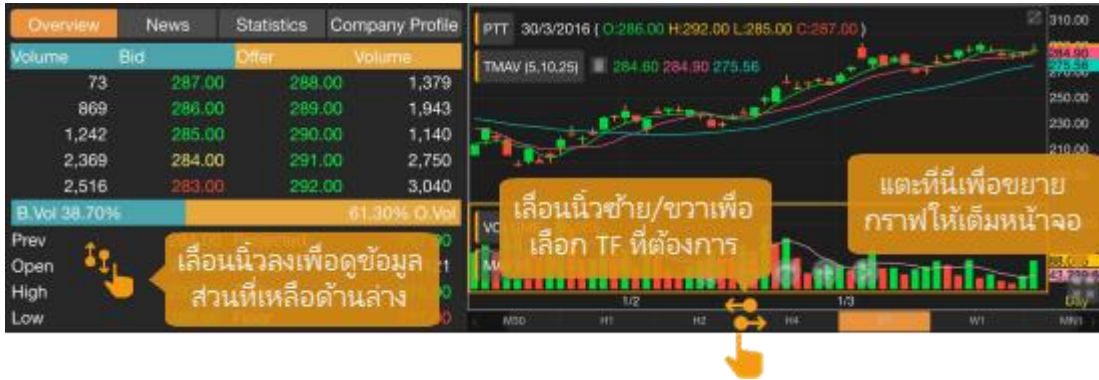 Overview News Statistics Company Profile
Volume Bid Offer Volume
73 287.00 288.00 1,379
869 286.00 289.00 1,943
1,242 285.00 290.00 1,140
2,369 284.00 291.00 2,750
2,516 283.00 292.00 3,040
B.Vol 38.70% 61.30% O.Vol
Prev
Open
High
Low
เลื่อนนิ้วลงเพื่อดูข้อมูล
ส่วนที่เหลือด้านล่าง
PTT 30/3/2016 ( O:286.00 H:292.00 L:285.00 C:287.00 )
TMAV (5,10,25) 284.60 284.90 275.56
310.00
284.90
275.56
250.00
230.00
210.00
เลื่อนนิ้วซ้าย/ขวาเพื่อ
เลือก TF ที่ต้องการ
แตะที่นี่เพื่อขยาย
กราฟให้เต็มหน้าจอ
1/2 1/3 Day
M30 H1 H2 H4 W1 MN1